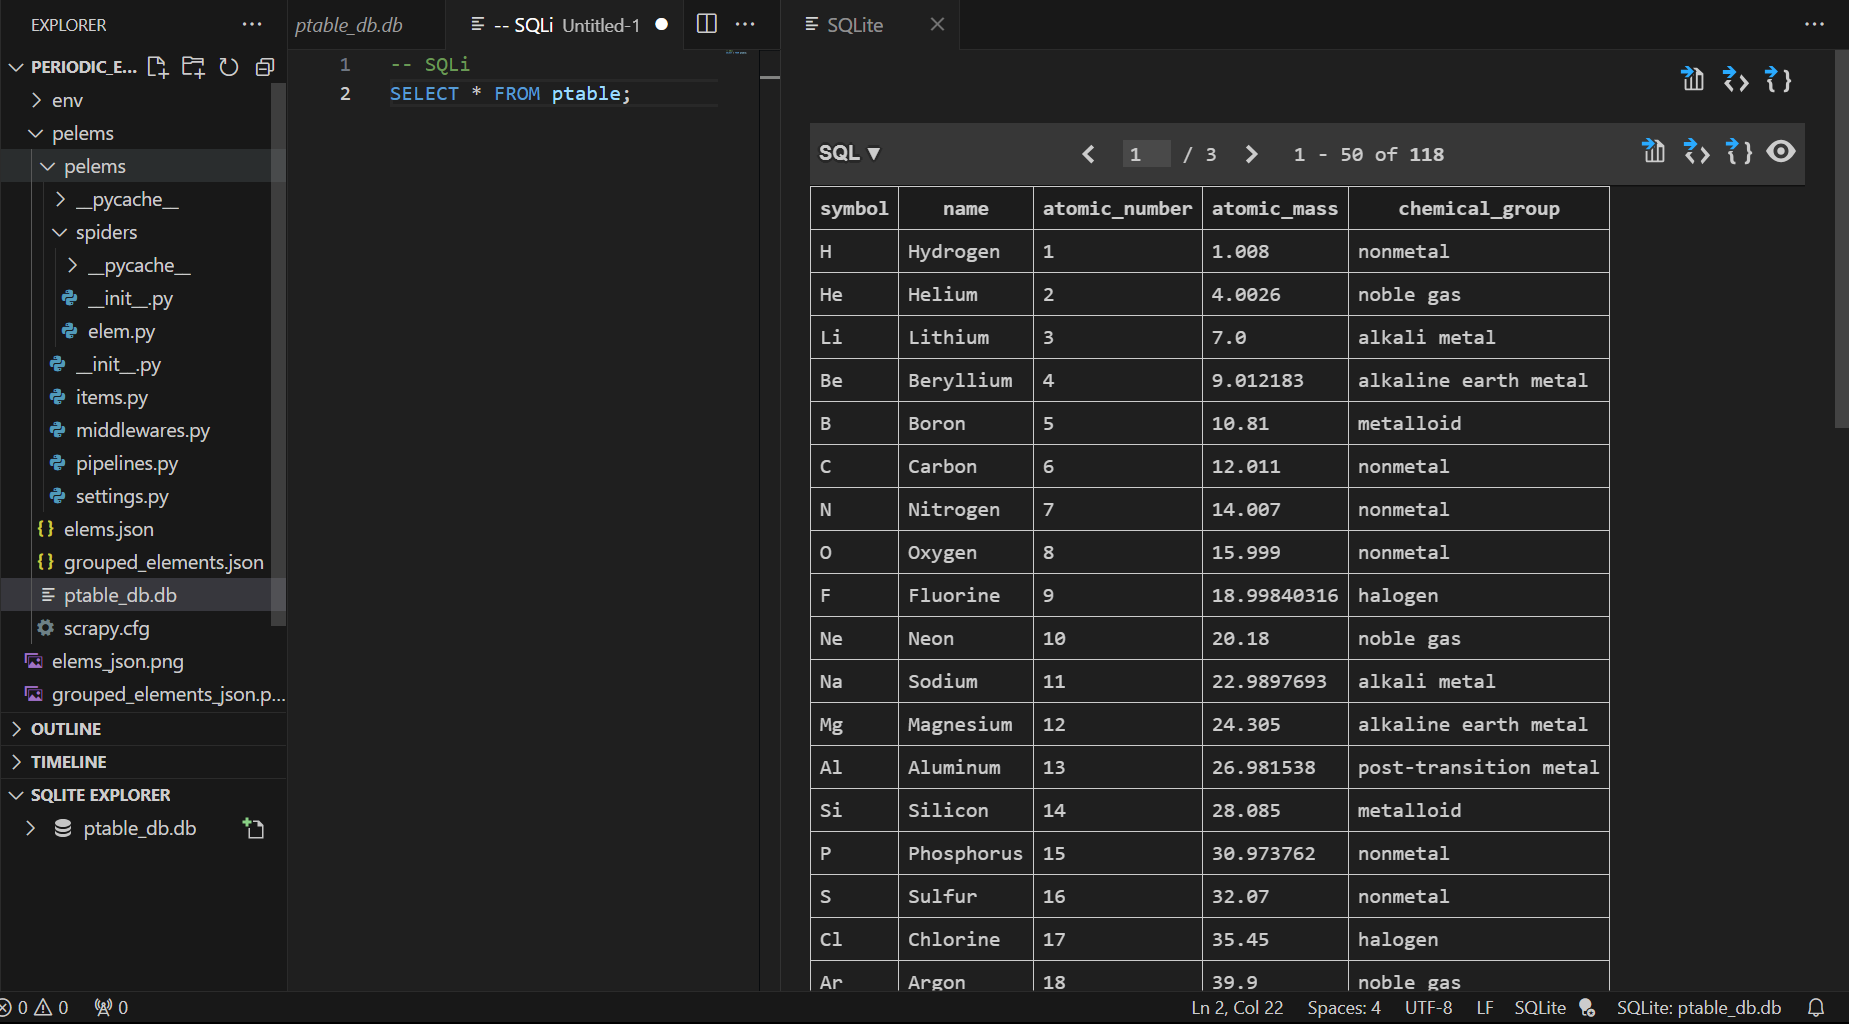 EXPLORER
PERIODIC_E...
env
pelems
pelems
__pycache__
spiders
__pycache__
__init__.py
elem.py
__init__.py
items.py
middlewares.py
pipelines.py
settings.py
elems.json
grouped_elements.json
ptable_db.db
scrapy.cfg
elems_json.png
grouped_elements_json.p...
OUTLINE
TIMELINE
SQLITE EXPLORER
ptable_db.db
ptable_db.db
-- SQLi Untitled-1
1 -- SQLi
2 SELECT * FROM ptable;
SQLite
SQL ▼ 1 / 3 1 - 50 of 118
symbol name atomic_number atomic_mass chemical_group
H Hydrogen 1 1.008 nonmetal
He Helium 2 4.0026 noble gas
Li Lithium 3 7.0 alkali metal
Be Beryllium 4 9.012183 alkaline earth metal
B Boron 5 10.81 metalloid
C Carbon 6 12.011 nonmetal
N Nitrogen 7 14.007 nonmetal
O Oxygen 8 15.999 nonmetal
F Fluorine 9 18.99840316 halogen
Ne Neon 10 20.18 noble gas
Na Sodium 11 22.9897693 alkali metal
Mg Magnesium 12 24.305 alkaline earth metal
Al Aluminum 13 26.981538 post-transition metal
Si Silicon 14 28.085 metalloid
P Phosphorus 15 30.973762 nonmetal
S Sulfur 16 32.07 nonmetal
Cl Chlorine 17 35.45 halogen
Ar Argon 18 39.9 noble gas
0 0 0 Ln 2, Col 22 Spaces: 4 UTF-8 LF SQLite SQLite: ptable_db.db